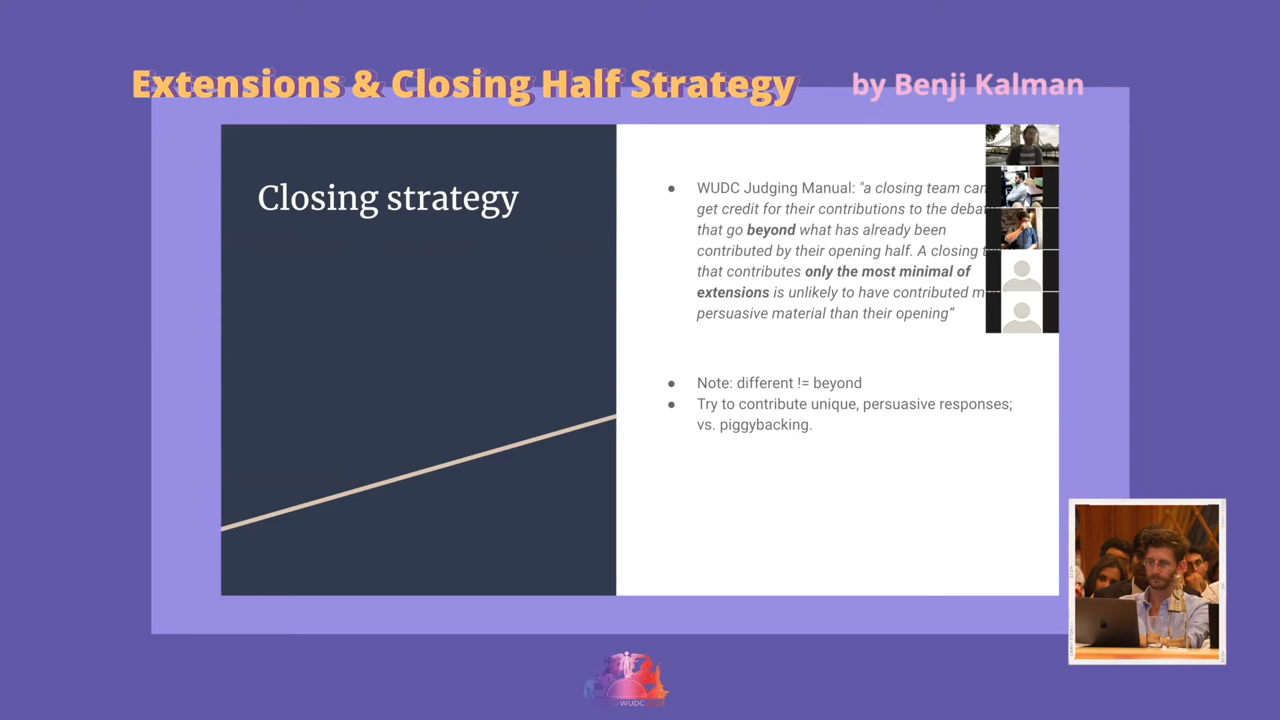 Extensions & Closing Half Strategy by Benji Kalman
Closing strategy
● WUDC Judging Manual: "a closing team can
get credit for their contributions to the
that go beyond what has already been
contributed by their opening half. A closing
that contributes only the most minimal of
extensions is unlikely to have contributed
persuasive material than their opening“
● Note: different != beyond
● Try to contribute unique, persuasive responses;
vs. piggybacking.
WUDC